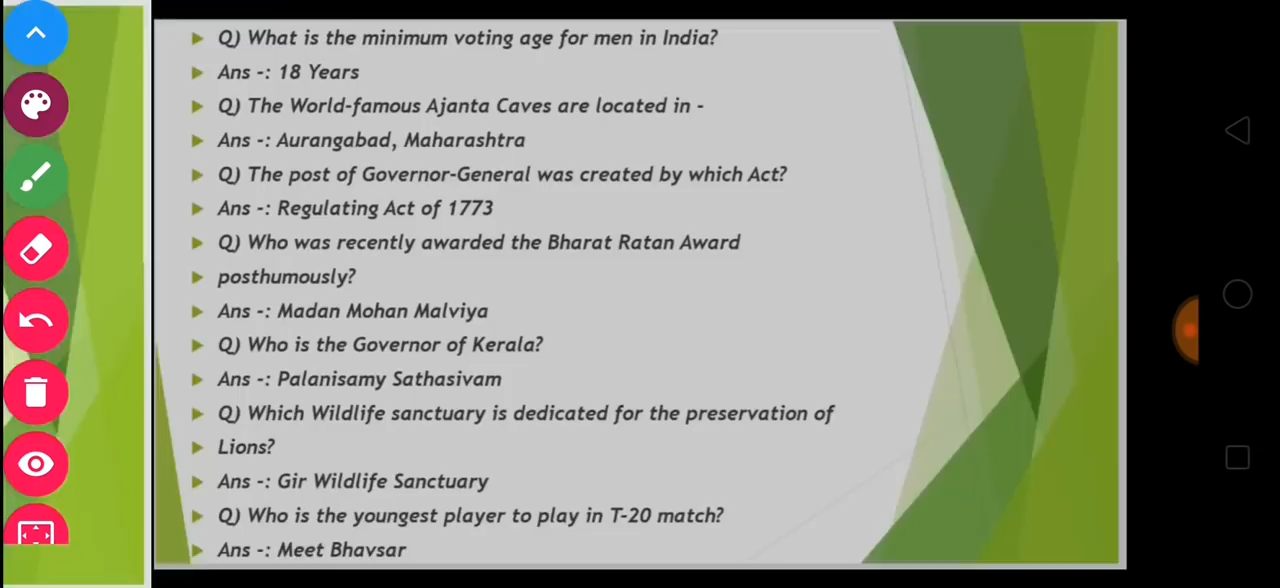 Q) What is the minimum voting age for men in India?
Ans -: 18 Years
Q) The World-famous Ajanta Caves are located in -
Ans -: Aurangabad, Maharashtra
Q) The post of Governor-General was created by which Act?
Ans -: Regulating Act of 1773
Q) Who was recently awarded the Bharat Ratan Award
posthumously?
Ans -: Madan Mohan Malviya
Q) Who is the Governor of Kerala?
Ans -: Palanisamy Sathasivam
Q) Which Wildlife sanctuary is dedicated for the preservation of
Lions?
Ans -: Gir Wildlife Sanctuary
Q) Who is the youngest player to play in T-20 match?
Ans -: Meet Bhavsar